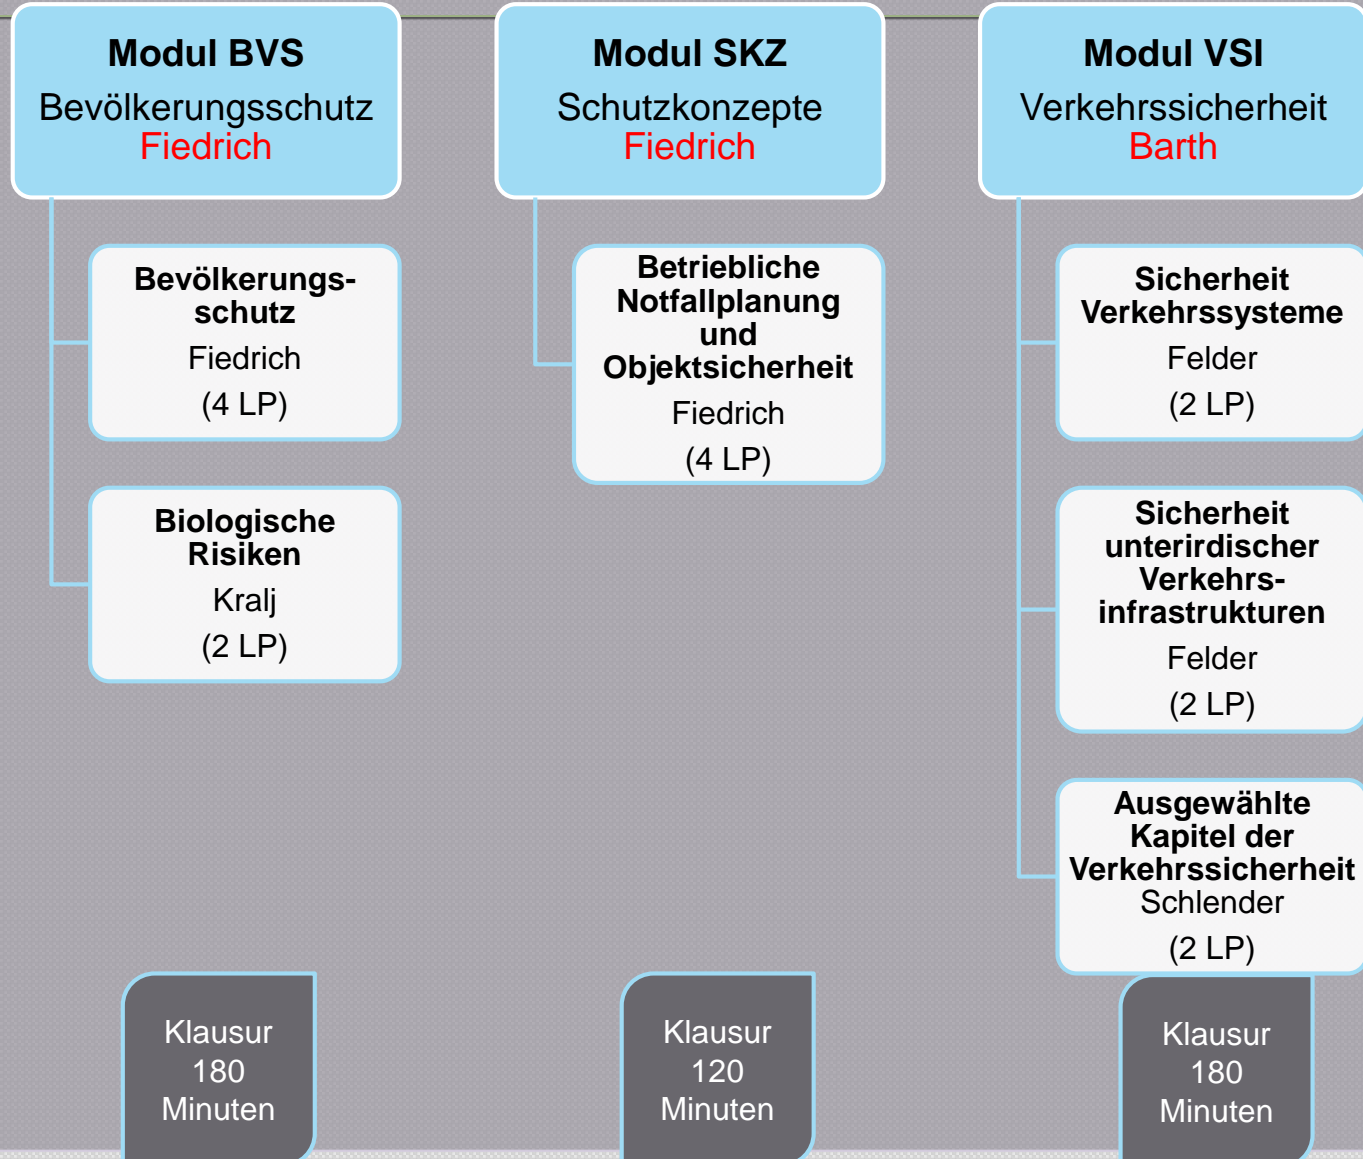 Modul BVS
Bevölkerungsschutz
Fiedrich
Bevölkerungs-
schutz
Fiedrich
(4 LP)
Biologische
Risiken
Kralj
(2 LP)
Klausur
180
Minuten
Modul SKZ
Schutzkonzepte
Fiedrich
Betriebliche
Notfallplanung
und
Objektsicherheit
Fiedrich
(4 LP)
Klausur
120
Minuten
Modul VSI
Verkehrssicherheit
Barth
Sicherheit
Verkehrssysteme
Felder
(2 LP)
Sicherheit
unterirdischer
Verkehrs-
infrastrukturen
Felder
(2 LP)
Ausgewählte
Kapitel der
Verkehrssicherheit
Schlender
(2 LP)
Klausur
180
Minuten